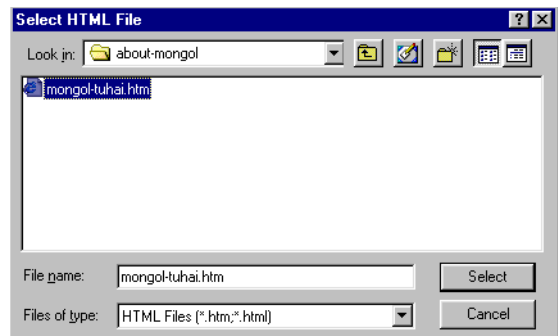 Select HTML File
Look in: about-mongol
mongol-tuhai.htm
File name: mongol-tuhai.htm Select
Files of type: HTML Files (*.htm;*.html) Cancel